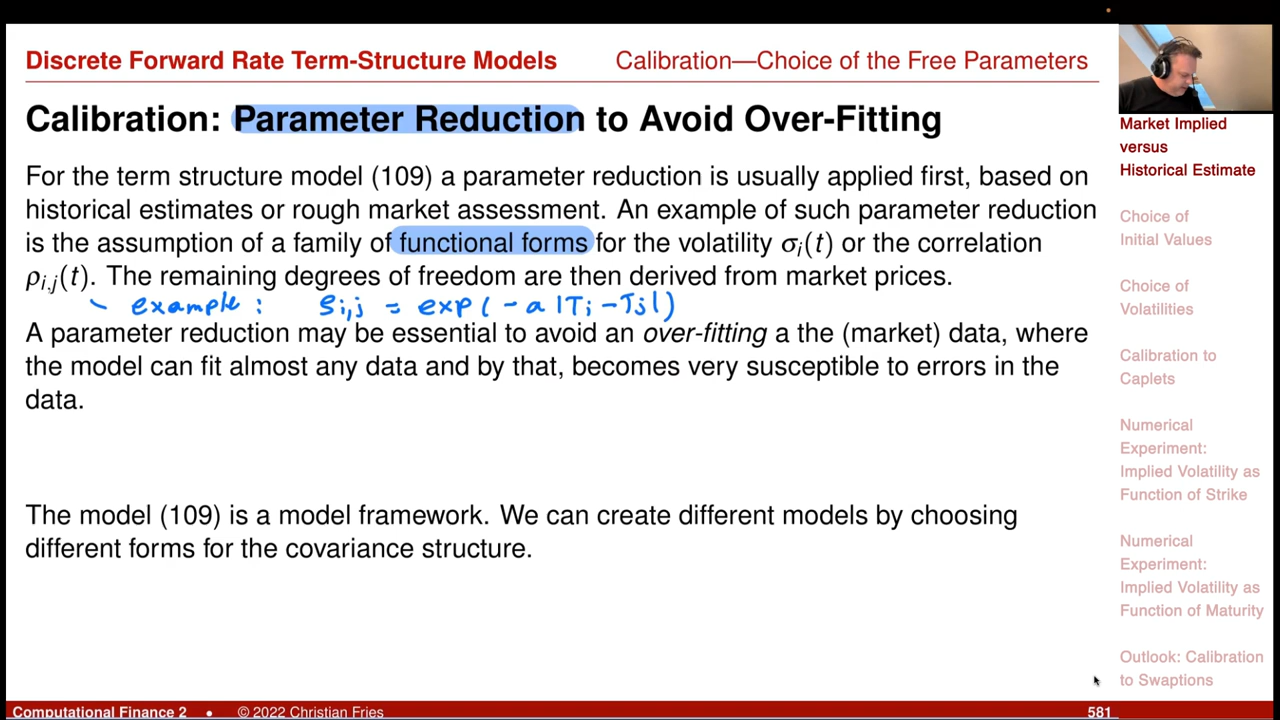 Discrete Forward Rate Term-Structure Models
Calibration—Choice of the Free Parameters
Calibration: Parameter Reduction to Avoid Over-Fitting
For the term structure model (109) a parameter reduction is usually applied first, based on
historical estimates or rough market assessment. An example of such parameter reduction
is the assumption of a family of functional forms for the volatility σᵢ(t) or the correlation
ρᵢ,ⱼ(t). The remaining degrees of freedom are then derived from market prices.
example: ρᵢ,ⱼ = exp(-a |Tᵢ - Tⱼ|)
A parameter reduction may be essential to avoid an over-fitting a the (market) data, where
the model can fit almost any data and by that, becomes very susceptible to errors in the
data.
The model (109) is a model framework. We can create different models by choosing
different forms for the covariance structure.
Market Implied
versus
Historical Estimate
Choice of
Initial Values
Choice of
Volatilities
Calibration to
Caplets
Numerical
Experiment:
Implied Volatility as
Function of Strike
Numerical
Experiment:
Implied Volatility as
Function of Maturity
Outlook: Calibration
to Swaptions
Computational Finance 2 • © 2022 Christian Fries
581